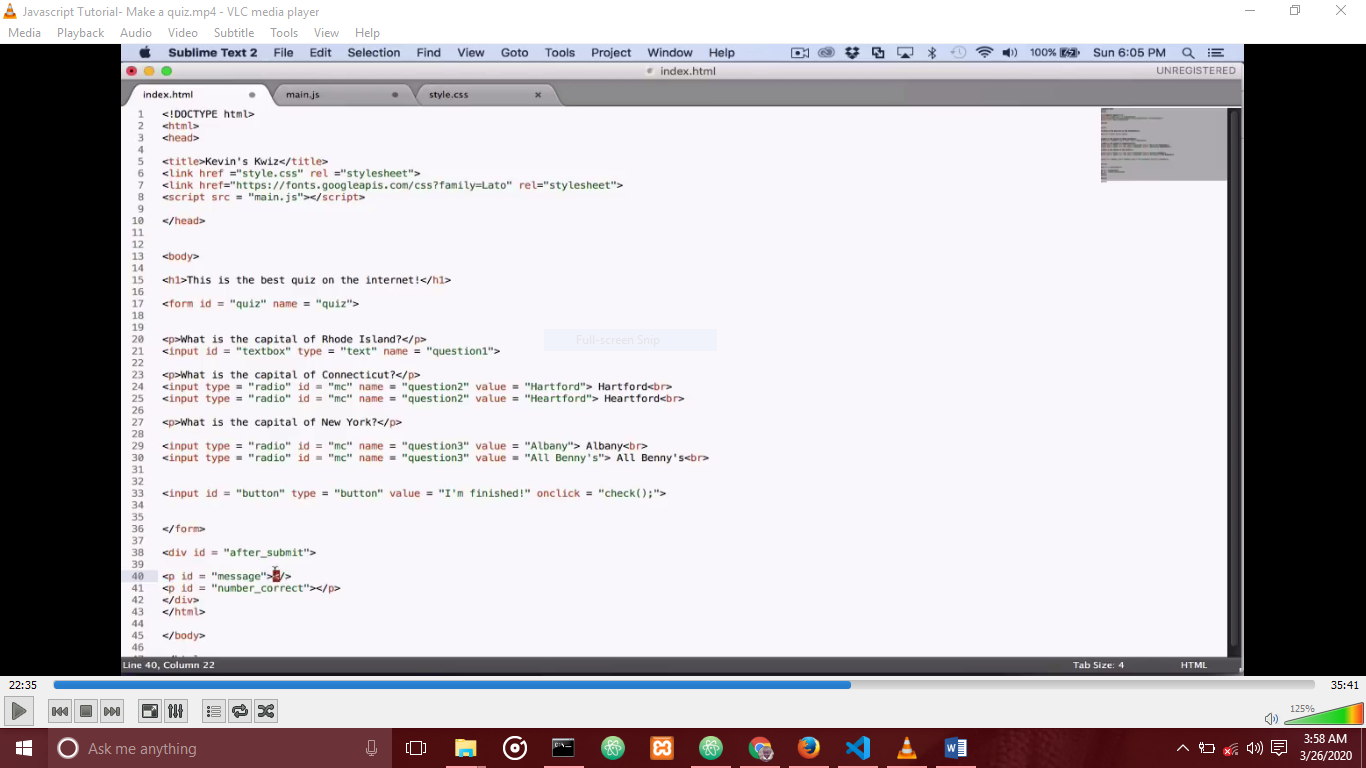 Javascript Tutorial- Make a quiz.mp4 - VLC media player
Media Playback Audio Video Subtitle Tools View Help
Sublime Text 2 File Edit Selection Find View Goto Tools Project Window Help 100% Sun 6:05 PM
index.html UNREGISTERED
index.html main.js style.css
1 <!DOCTYPE html>
2 <html>
3 <head>
4
5 <title>Kevin's Kwiz</title>
6 <link href ="style.css" rel ="stylesheet">
7 <link href="https://fonts.googleapis.com/css?family=Lato" rel="stylesheet">
8 <script src = "main.js"></script>
9
10 </head>
11
12
13 <body>
14
15 <h1>This is the best quiz on the internet!</h1>
16
17 <form id = "quiz" name = "quiz">
18
19
20 <p>What is the capital of Rhode Island?</p>
Full-screen Snip
21 <input id = "textbox" type = "text" name = "question1">
22
23 <p>What is the capital of Connecticut?</p>
24 <input type = "radio" id = "mc" name = "question2" value = "Hartford"> Hartford<br>
25 <input type = "radio" id = "mc" name = "question2" value = "Heartford"> Heartford<br>
26
27 <p>What is the capital of New York?</p>
28
29 <input type = "radio" id = "mc" name = "question3" value = "Albany"> Albany<br>
30 <input type = "radio" id = "mc" name = "question3" value = "All Benny's"> All Benny's<br>
31
32
33 <input id = "button" type = "button" value = "I'm finished!" onclick = "check();">
34
35
36 </form>
37
38 <div id = "after_submit">
39
40 <p id = "message"></>
41 <p id = "number_correct"></p>
42 </div>
43 </html>
44
45 </body>
46
Line 40, Column 22 Tab Size: 4 HTML
22:35 35:41
125%
Ask me anything
3:58 AM
3/26/2020